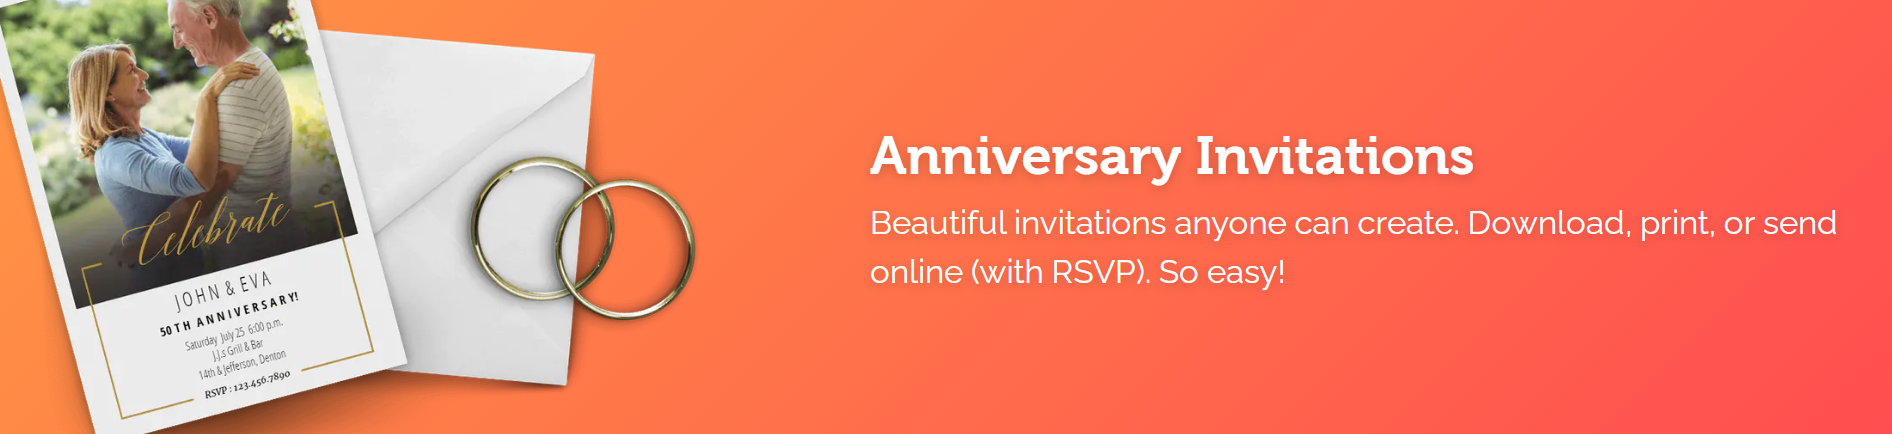 Celebrate
JOHN & EVA
50TH ANNIVERSARY!
Saturday July 25 6:00 p.m.
J.J.s Grill & Bar
14th & Jefferson, Denton
RSVP : 123.456.7890
Anniversary Invitations
Beautiful invitations anyone can create. Download, print, or send
online (with RSVP). So easy!